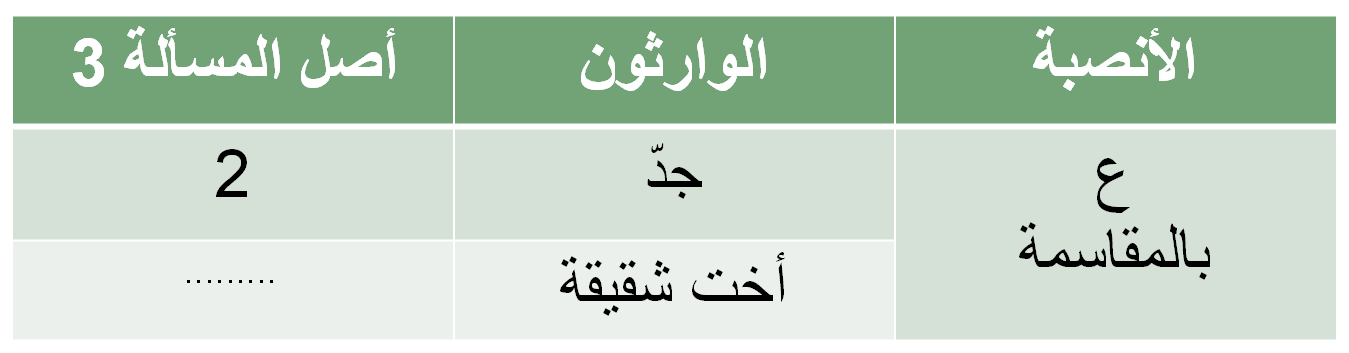 الأنصبة
الوارثون
أصل المسألة 3
ع
بالمقاسمة
جدّ
2
أخت شقيقة
.........